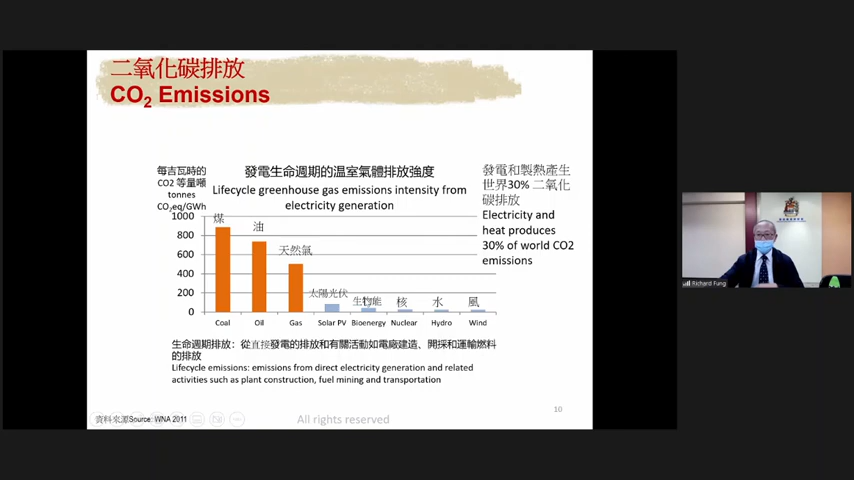 二氧化碳排放
CO2 Emissions
每吉瓦時的
CO2 等量噸
tonnes
CO2eq/GWh
發電生命週期的溫室氣體排放強度
Lifecycle greenhouse gas emissions intensity from
electricity generation
發電和製熱產生
世界30% 二氧化
碳排放
Electricity and
heat produces
30% of world CO2
emissions
1000
800
600
400
200
0
煤
油
天然氣
太陽光伏
生物能
核
水
風
Coal
Oil
Gas
Solar PV
Bioenergy
Nuclear
Hydro
Wind
生命週期排放：從直接發電的排放和有關活動如電廠建造、開採和運輸燃料
的排放
Lifecycle emissions: emissions from direct electricity generation and related
activities such as plant construction, fuel mining and transportation
資料來源Source: WNA 2011
All rights reserved
10
Richard Fung